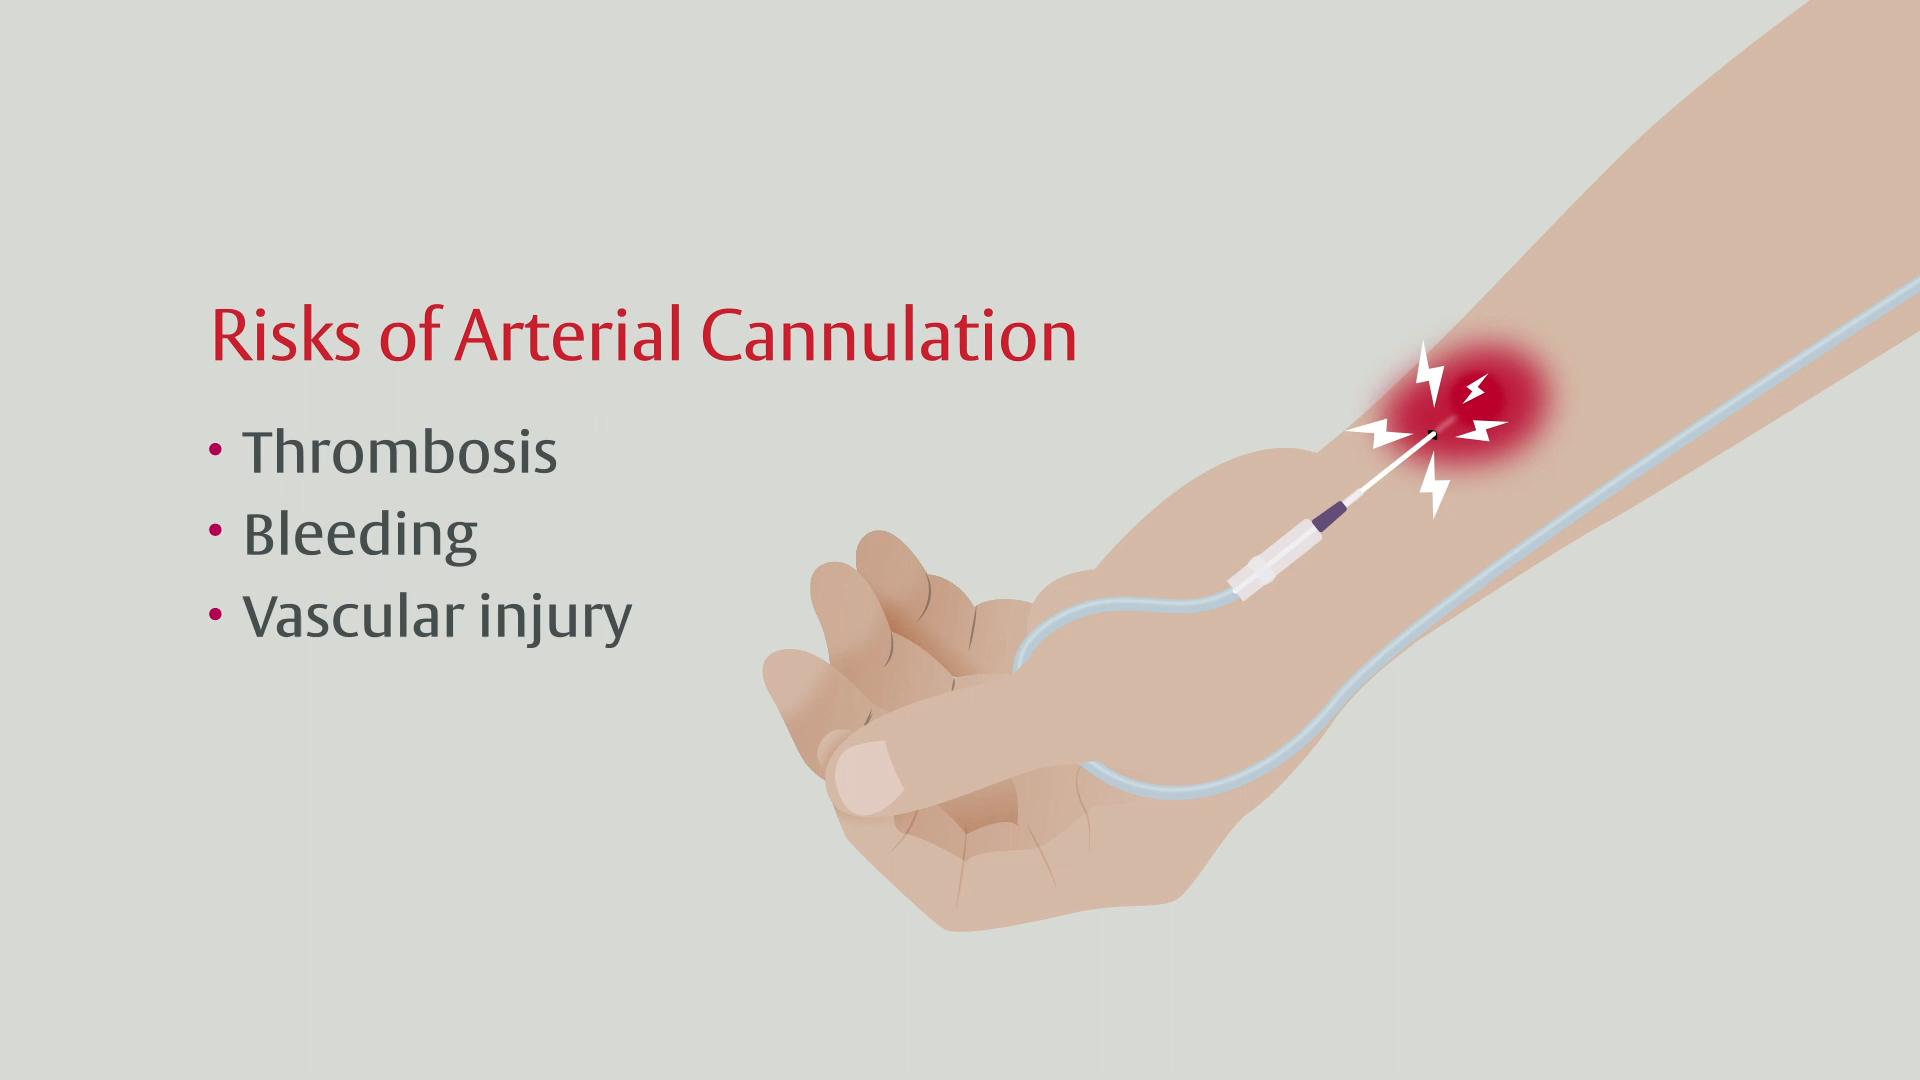 Risks of Arterial Cannulation
• Thrombosis
• Bleeding
• Vascular injury